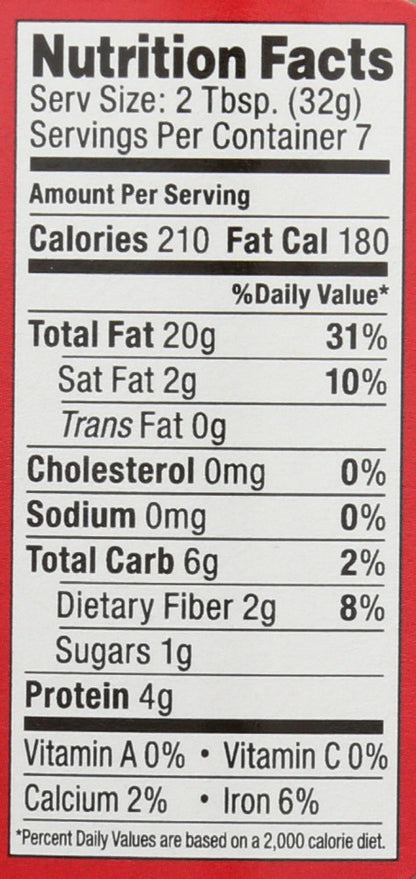 Nutrition Facts
Serv Size: 2 Tbsp. (32g)
Servings Per Container 7
Amount Per Serving
Calories 210 Fat Cal 180
%Daily Value*
Total Fat 20g 31%
Sat Fat 2g 10%
Trans Fat 0g
Cholesterol 0mg 0%
Sodium 0mg 0%
Total Carb 6g 2%
Dietary Fiber 2g 8%
Sugars 1g
Protein 4g
Vitamin A 0% • Vitamin C 0%
Calcium 2% • Iron 6%
*Percent Daily Values are based on a 2,000 calorie diet.